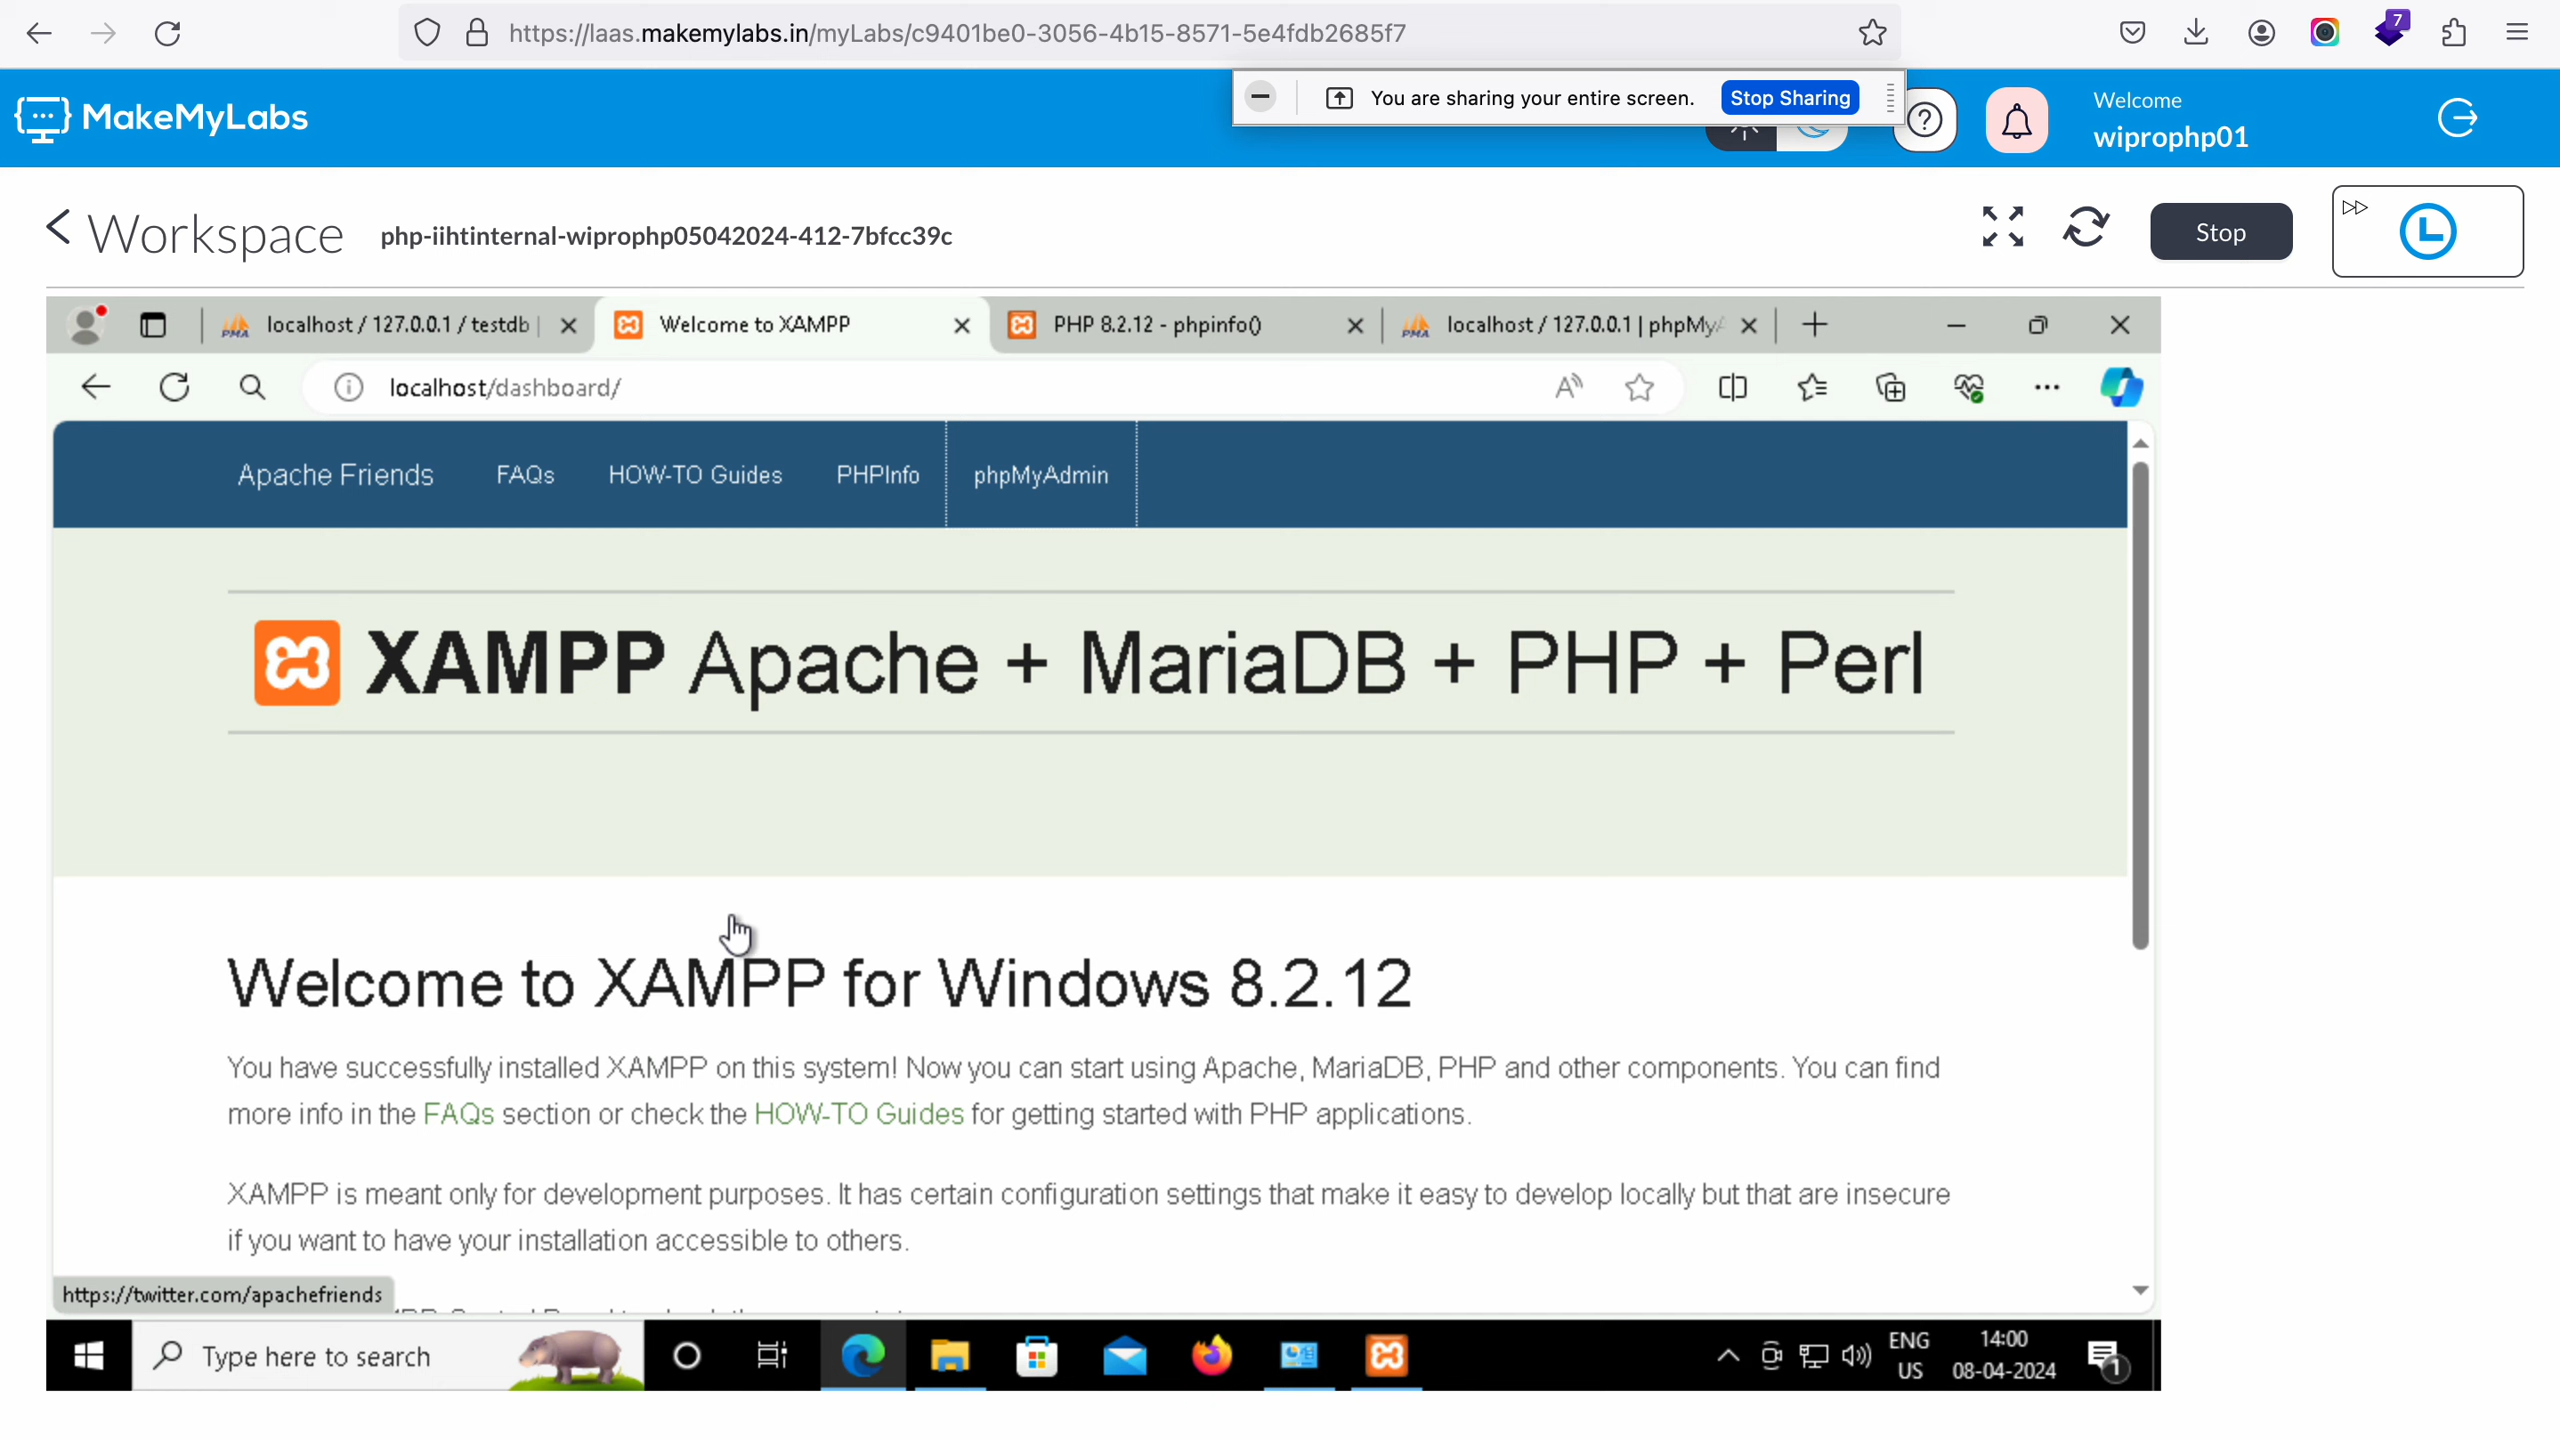 https://laas.makemylabs.in/myLabs/c9401be0-3056-4b15-8571-5e4fdb2685f7
7
You are sharing your entire screen.
Stop Sharing
MakeMyLabs
Welcome
wiprophp01
Workspace
php-iihtinternal-wiprophp05042024-412-7bfcc39c
Stop
localhost / 127.0.0.1 / testdb |
Welcome to XAMPP
PHP 8.2.12 - phpinfo()
localhost / 127.0.0.1 | phpMyA
localhost/dashboard/
Apache Friends
FAQs
HOW-TO Guides
PHPInfo
phpMyAdmin
XAMPP Apache + MariaDB + PHP + Perl
Welcome to XAMPP for Windows 8.2.12
You have successfully installed XAMPP on this system! Now you can start using Apache, MariaDB, PHP and other components. You can find
more info in the FAQs section or check the HOW-TO Guides for getting started with PHP applications.
XAMPP is meant only for development purposes. It has certain configuration settings that make it easy to develop locally but that are insecure
if you want to have your installation accessible to others.
https://twitter.com/apachefriends
Type here to search
ENG
US
14:00
08-04-2024
1